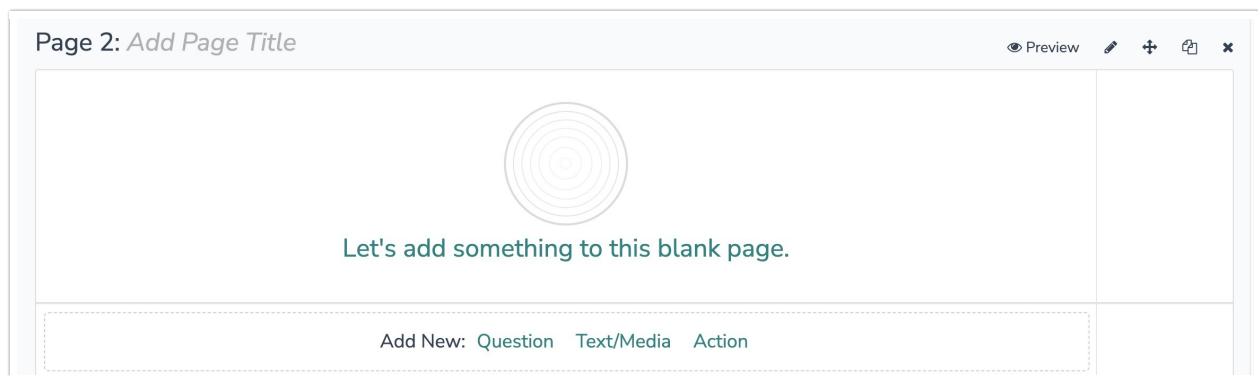 Page 2: Add Page Title
Preview
Let's add something to this blank page.
Add New: Question Text/Media Action